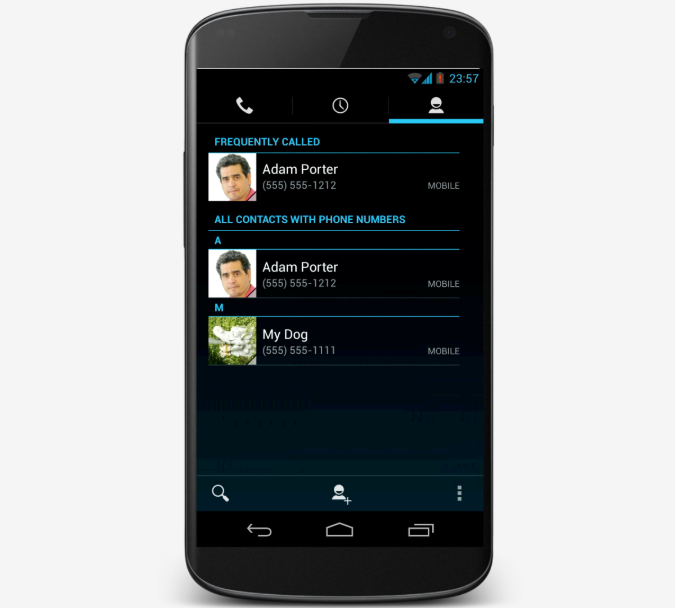 23:57
FREQUENTLY CALLED
Adam Porter
(555) 555-1212 MOBILE
ALL CONTACTS WITH PHONE NUMBERS
A
Adam Porter
(555) 555-1212 MOBILE
M
My Dog
(555) 555-1111 MOBILE